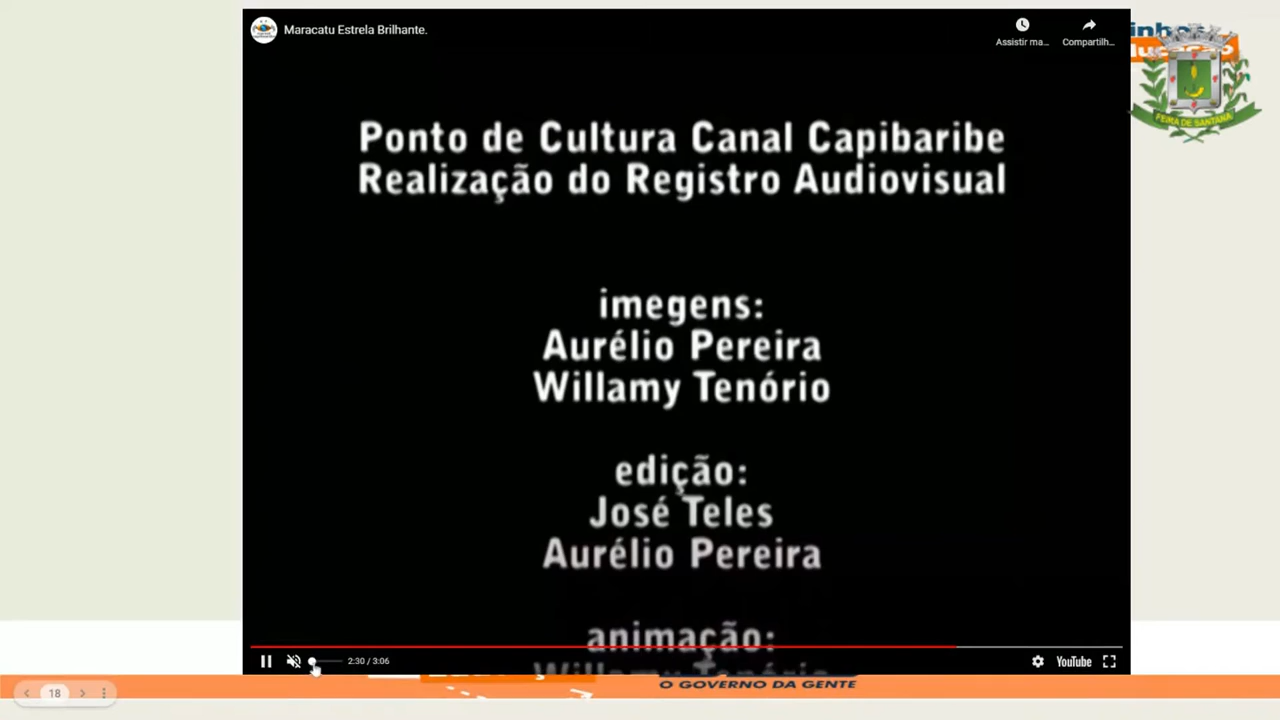 Maracatu Estrela Brilhante.
Assistir ma...
Compartilh...
FEIRA DE SANTANA
Ponto de Cultura Canal Capibaribe
Realização do Registro Audiovisual
imegens:
Aurélio Pereira
Willamy Tenório
edição:
José Teles
Aurélio Pereira
animação:
Willamy Tenório
2:30 / 3:06
YouTube
O GOVERNO DA GENTE
18